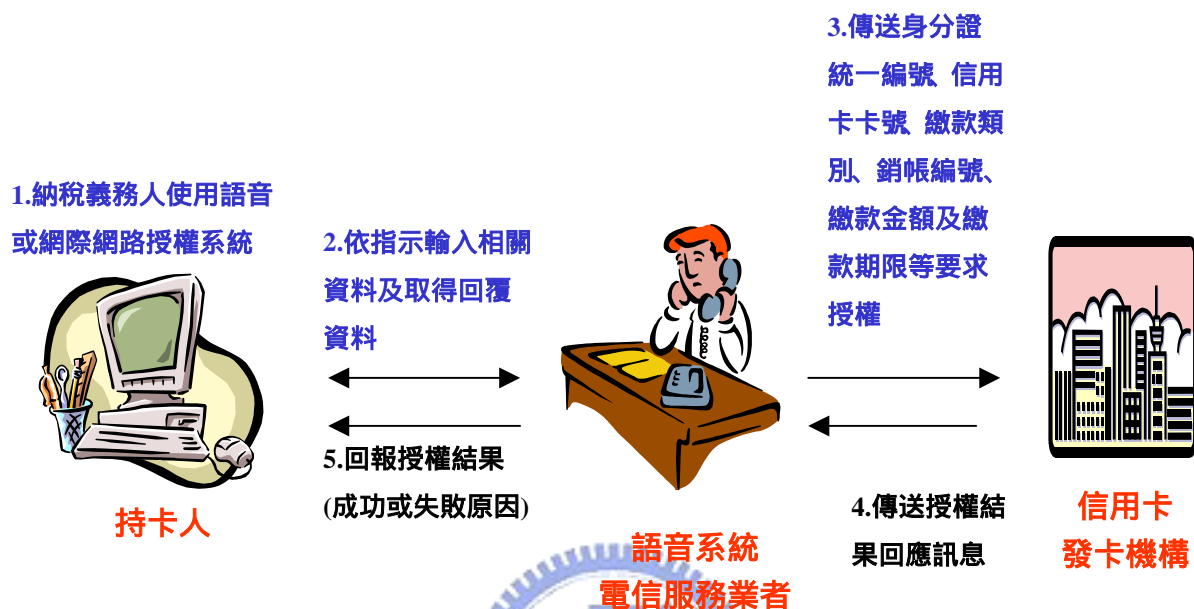 1.納稅義務人使用語音
或網際網路授權系統
2.依指示輸入相關
資料及取得回覆
資料
3.傳送身分證
統一編號、信用
卡卡號、繳款類
別、銷帳編號、
繳款金額及繳
款期限等要求
授權
4.傳送授權結
果回應訊息
5.回報授權結果
(成功或失敗原因)
持卡人
語音系統
電信服務業者
信用卡
發卡機構